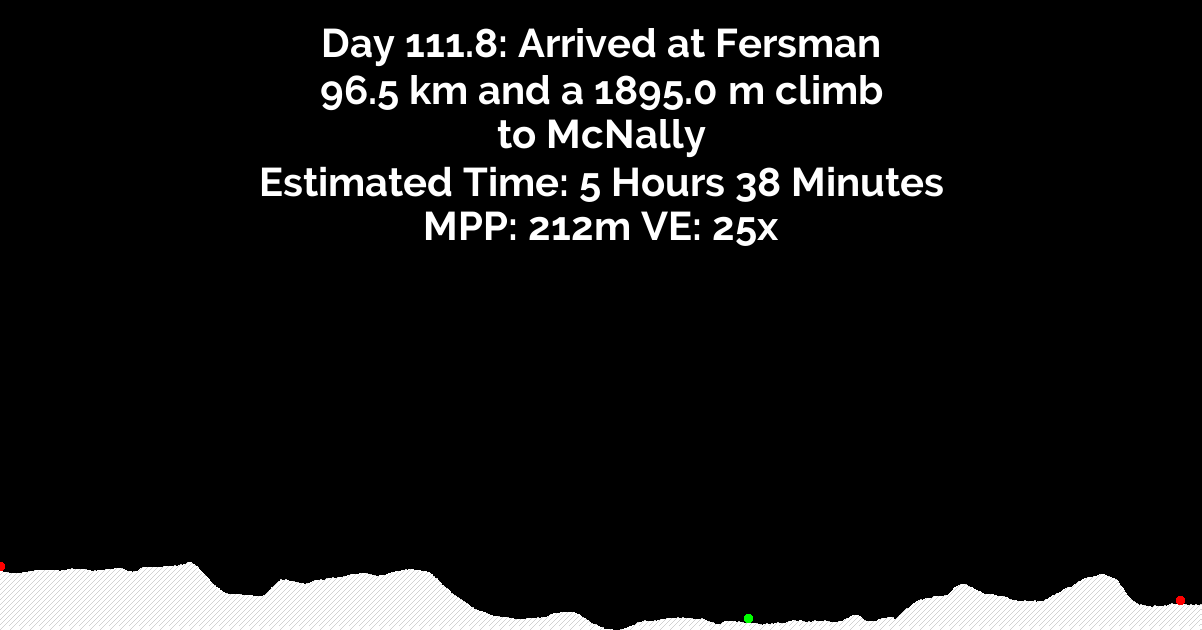 Day 111.8: Arrived at Fersman
96.5 km and a 1895.0 m climb
to McNally
Estimated Time: 5 Hours 38 Minutes
MPP: 212m VE: 25x